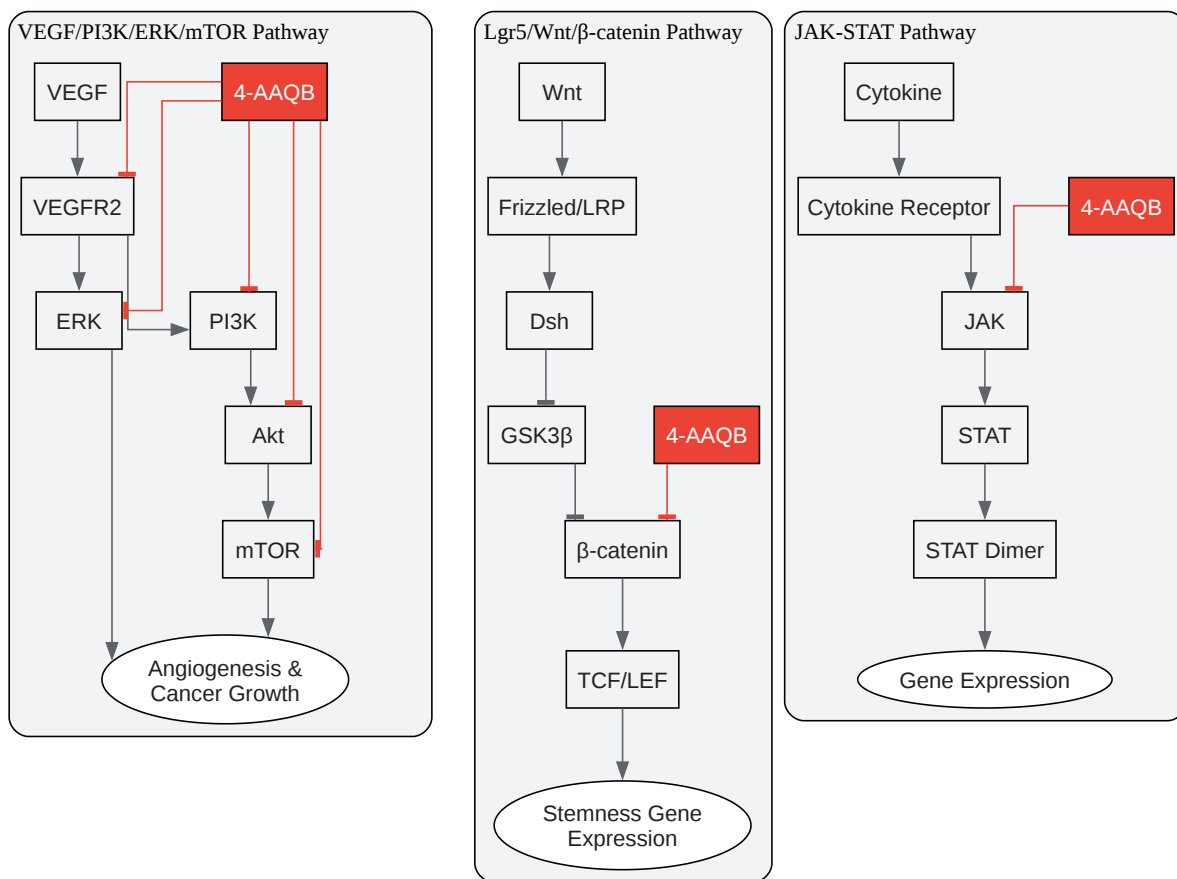 VEGF/PI3K/ERK/mTOR Pathway
VEGF
4-AAQB
VEGFR2
ERK
PI3K
Akt
mTOR
Angiogenesis &
Cancer Growth
Lgr5/Wnt/β-catenin Pathway
Wnt
Frizzled/LRP
Dsh
GSK3β
4-AAQB
β-catenin
TCF/LEF
Stemness Gene
Expression
JAK-STAT Pathway
Cytokine
Cytokine Receptor
4-AAQB
JAK
STAT
STAT Dimer
Gene Expression